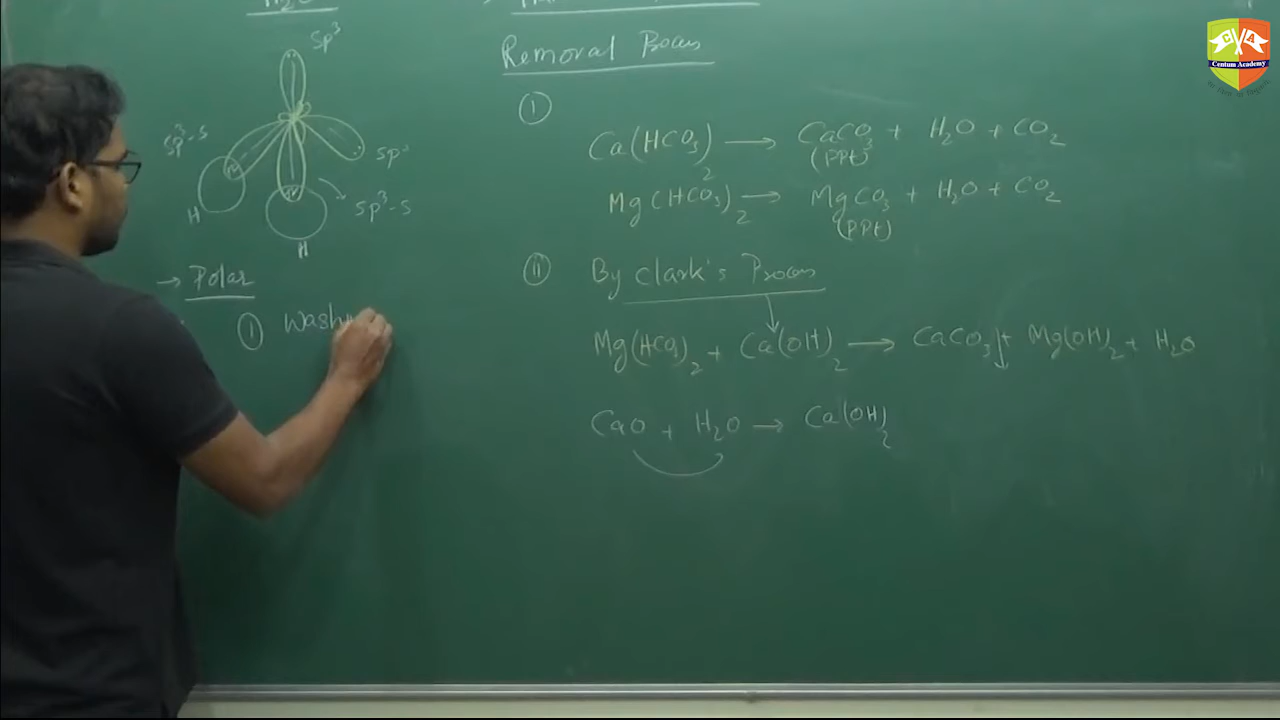 H2O
sp³
sp³-s
sp³
sp³-s
H
H
→ Polar
① Wash
Removal Process
①
Ca(HCO₃)₂ → CaCO₃ + H₂O + CO₂
(PPt)
Mg(HCO₃)₂ → MgCO₃ + H₂O + CO₂
(PPt)
ⅱ By Clark's Process
Mg(HCO₃)₂ + Ca(OH)₂ → CaCO₃↓ + Mg(OH)₂ + H₂O
CaO + H₂O → Ca(OH)₂
C A
Centum Academy